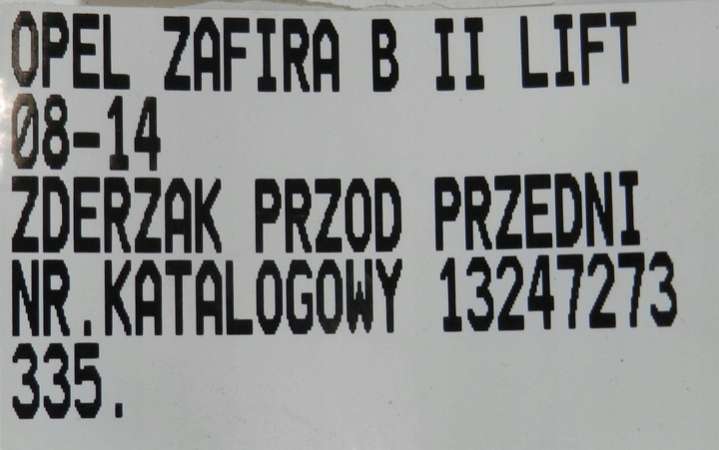 OPEL ZAFIRA B II LIFT
08-14
ZDERZAK PRZOD PRZEDNI
NR.KATALOGOWY 13247273
335.